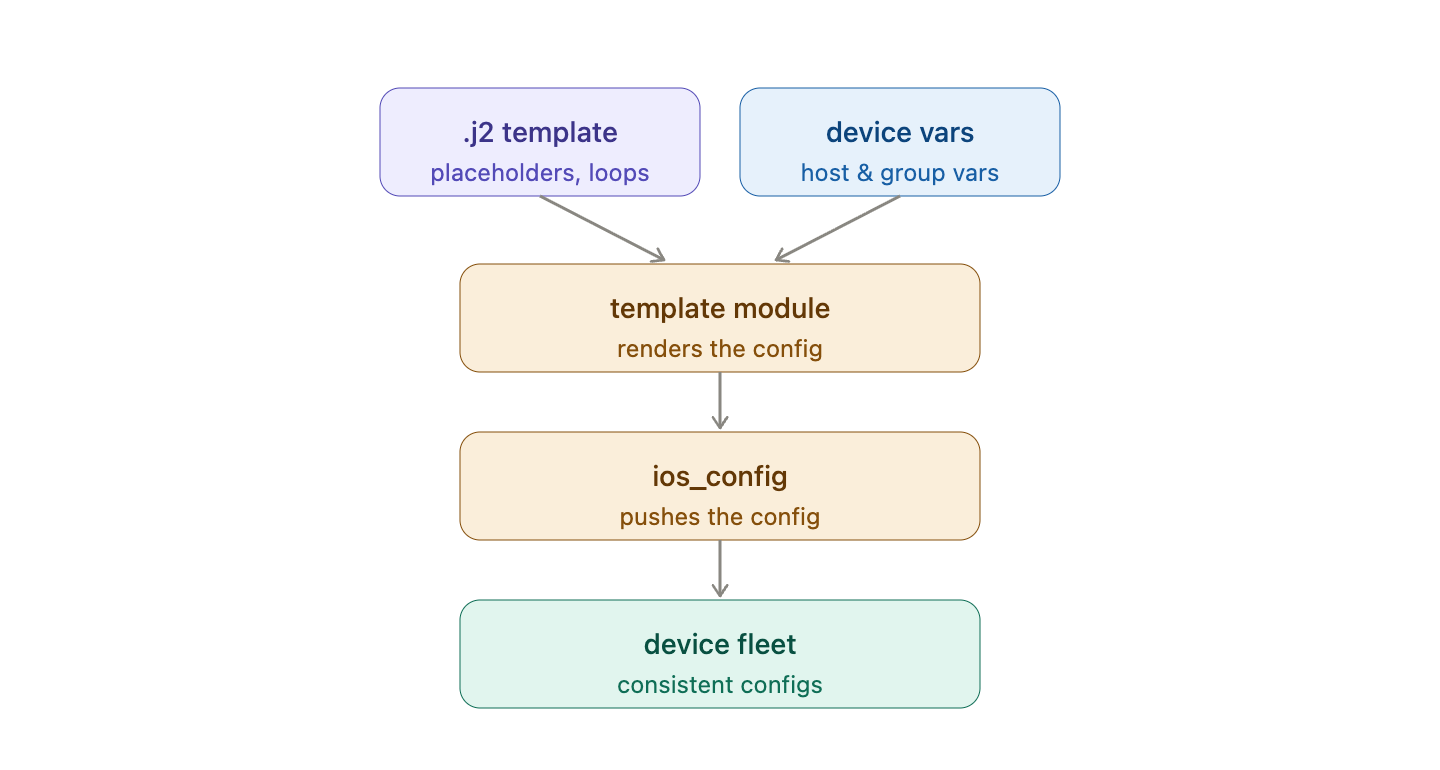 .j2 template
placeholders, loops
device vars
host & group vars
template module
renders the config
ios_config
pushes the config
device fleet
consistent configs